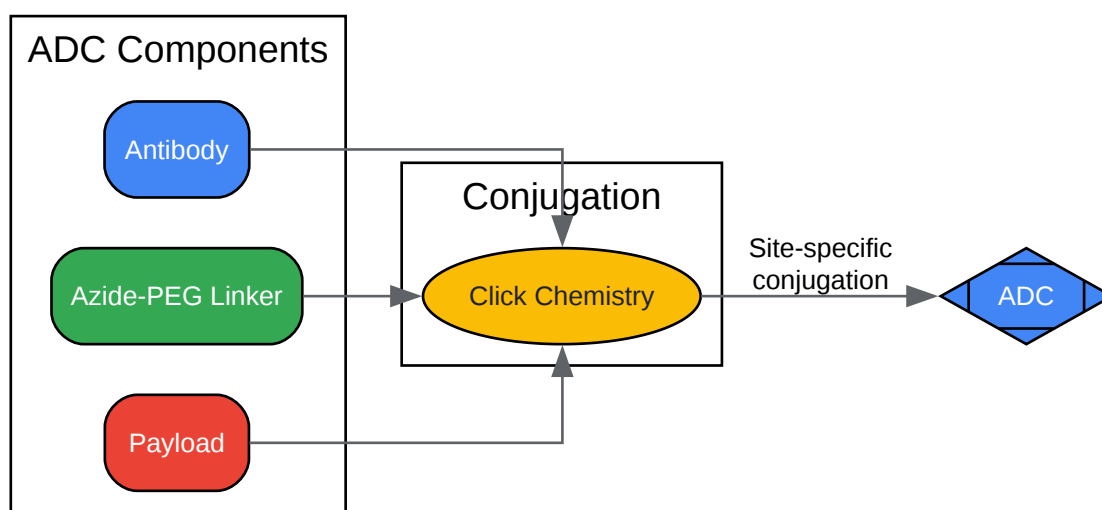 ADC Components
Antibody
Azide-PEG Linker
Payload
Conjugation
Click Chemistry
Site-specific
conjugation
ADC